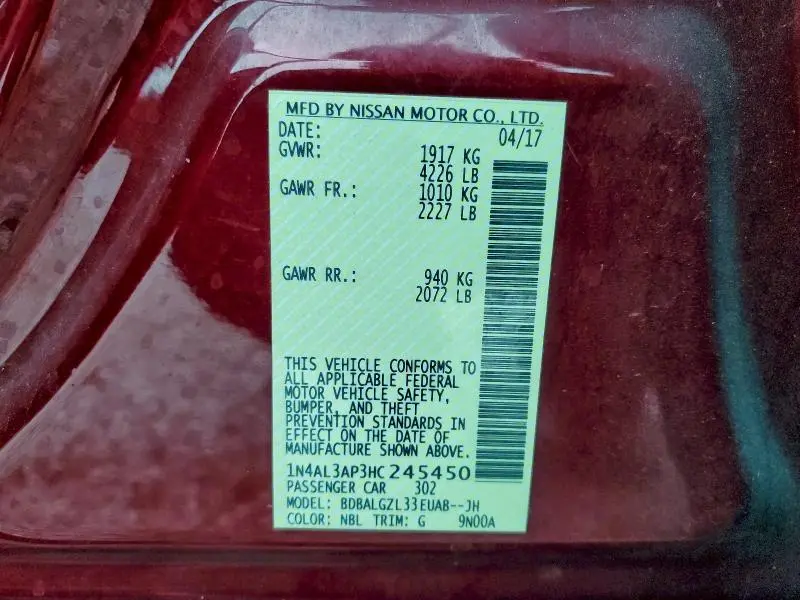 MFD BY NISSAN MOTOR CO., LTD.
DATE: 04/17
GVWR: 1917 KG
4226 LB
GAWR FR.: 1010 KG
2227 LB
GAWR RR.: 940 KG
2072 LB
THIS VEHICLE CONFORMS TO
ALL APPLICABLE FEDERAL
MOTOR VEHICLE SAFETY,
BUMPER, AND THEFT
PREVENTION STANDARDS IN
EFFECT ON THE DATE OF
MANUFACTURE SHOWN ABOVE.
1N4AL3AP3HC245450
PASSENGER CAR 302
MODEL: BDBALGZL33EUAB--JH
COLOR: NBL TRIM: G 9N00A